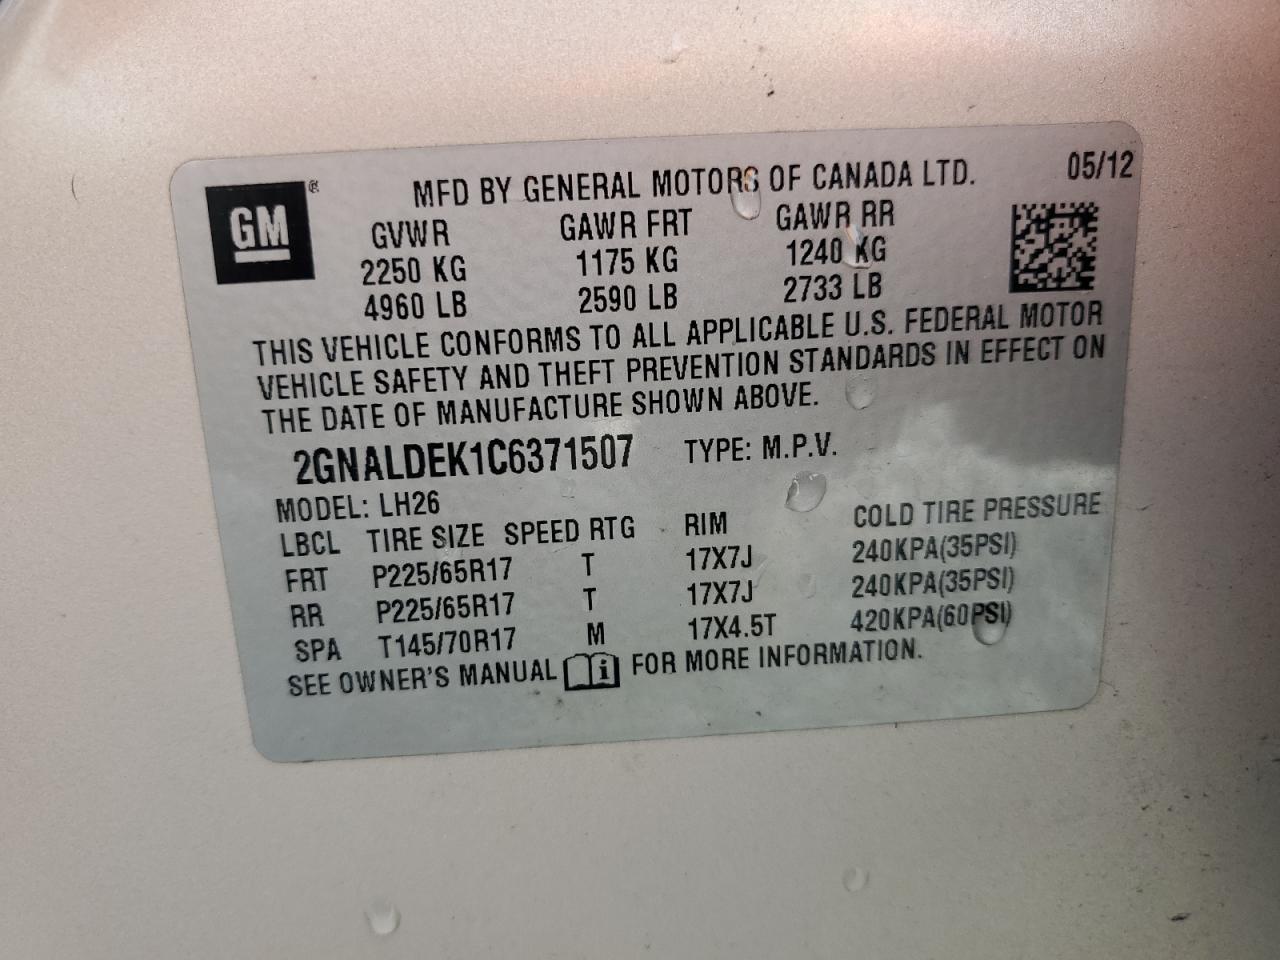 GM ®
MFD BY GENERAL MOTORS OF CANADA LTD. 05/12
GVWR GAWR FRT GAWR RR
2250 KG 1175 KG 1240 KG
4960 LB 2590 LB 2733 LB
THIS VEHICLE CONFORMS TO ALL APPLICABLE U.S. FEDERAL MOTOR
VEHICLE SAFETY AND THEFT PREVENTION STANDARDS IN EFFECT ON
THE DATE OF MANUFACTURE SHOWN ABOVE.
2GNALDEK1C6371507 TYPE: M.P.V.
MODEL: LH26
LBCL TIRE SIZE SPEED RTG RIM COLD TIRE PRESSURE
FRT P225/65R17 T 17X7J 240KPA(35PSI)
RR P225/65R17 T 17X7J 240KPA(35PSI)
SPA T145/70R17 M 17X4.5T 420KPA(60PSI)
SEE OWNER'S MANUAL i FOR MORE INFORMATION.